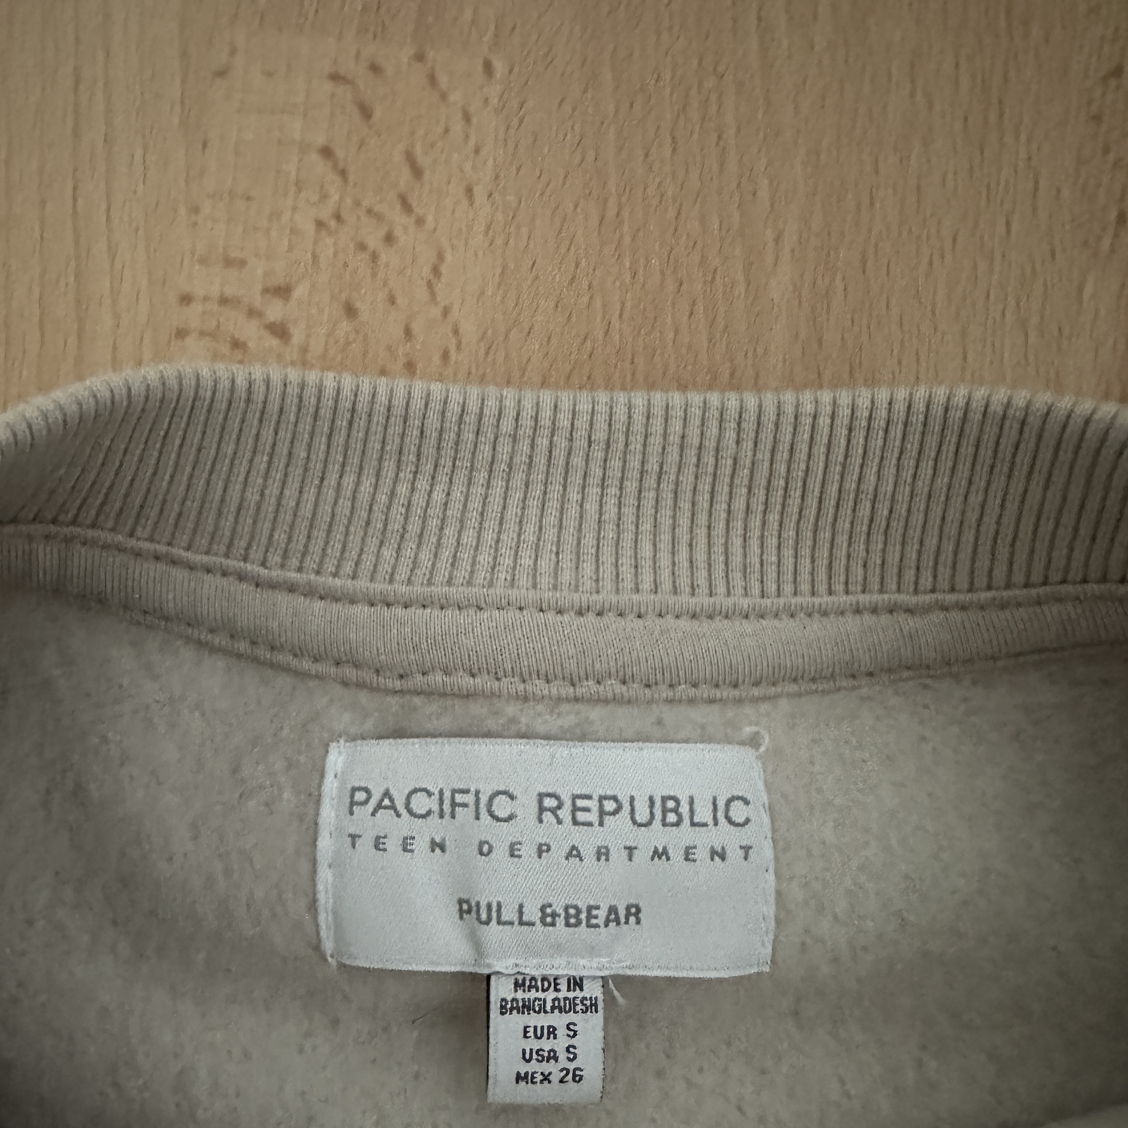 PACIFIC REPUBLIC
TEEN DEPARTMENT
PULL&BEAR
MADE IN
BANGLADESH
EUR S
USA S
MEX 26